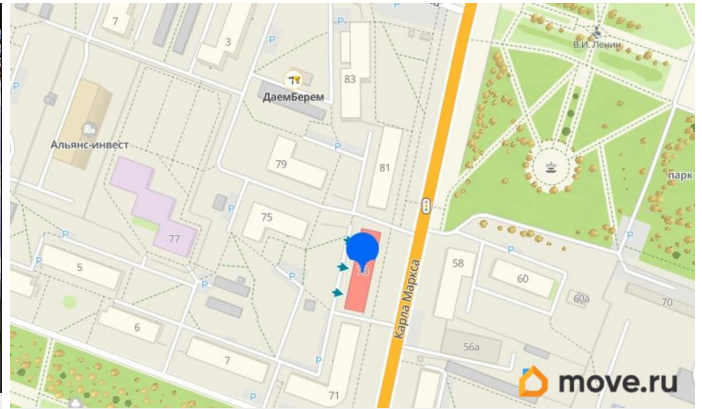 7
3
P
P
83
ДаемБерем
В.И. Ленин
Альянс-инвест
P
79
81
парк
P
75
77
P
P
5
P
58
60
60а
70
Карла Маркса
6
7
P
71
56а
move.ru